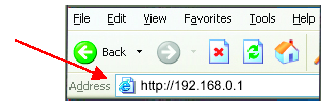 File Edit View Favorites Tools Help
Back
Address http://192.168.0.1